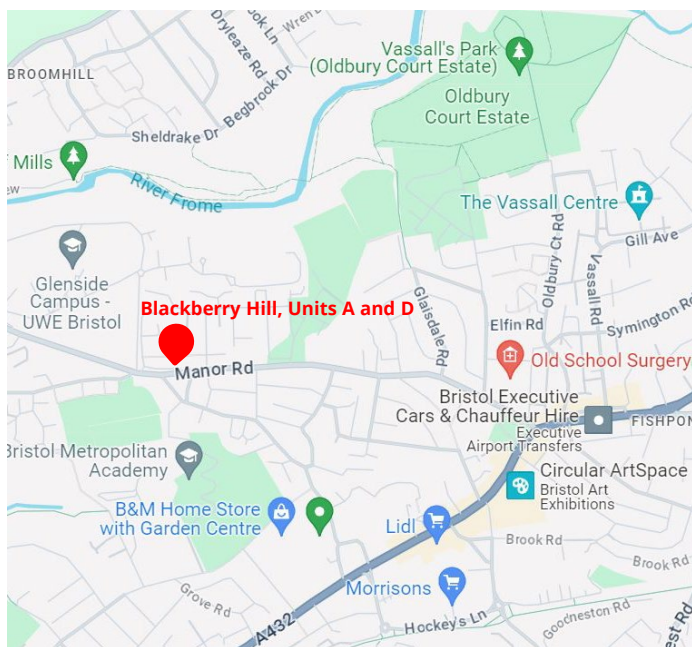 Wren D
Dryleaze Rd
Begbrook Dr
Vassall's Park
(Oldbury Court Estate)
BROOMHILL
Oldbury
Court Estate
Sheldrake Dr
Mills
River Frome
The Vassall Centre
Oldbury Ct Rd
Gill Ave
Vassall Rd
Glenside
Campus -
UWE Bristol
Glaisdale Rd
Blackberry Hill, Units A and D
Elfin Rd
Symington Rd
Manor Rd
Old School Surgery
Bristol Executive
Cars & Chauffeur Hire
Executive
Airport Transfers
FISHPON
Bristol Metropolitan
Academy
Circular ArtSpace
Bristol Art
Exhibitions
B&M Home Store
with Garden Centre
Lidl
Brook Rd
Brook Rd
Morrisons
Grove Rd
A432
Hockey's Ln
Goodneston Rd
est Rd